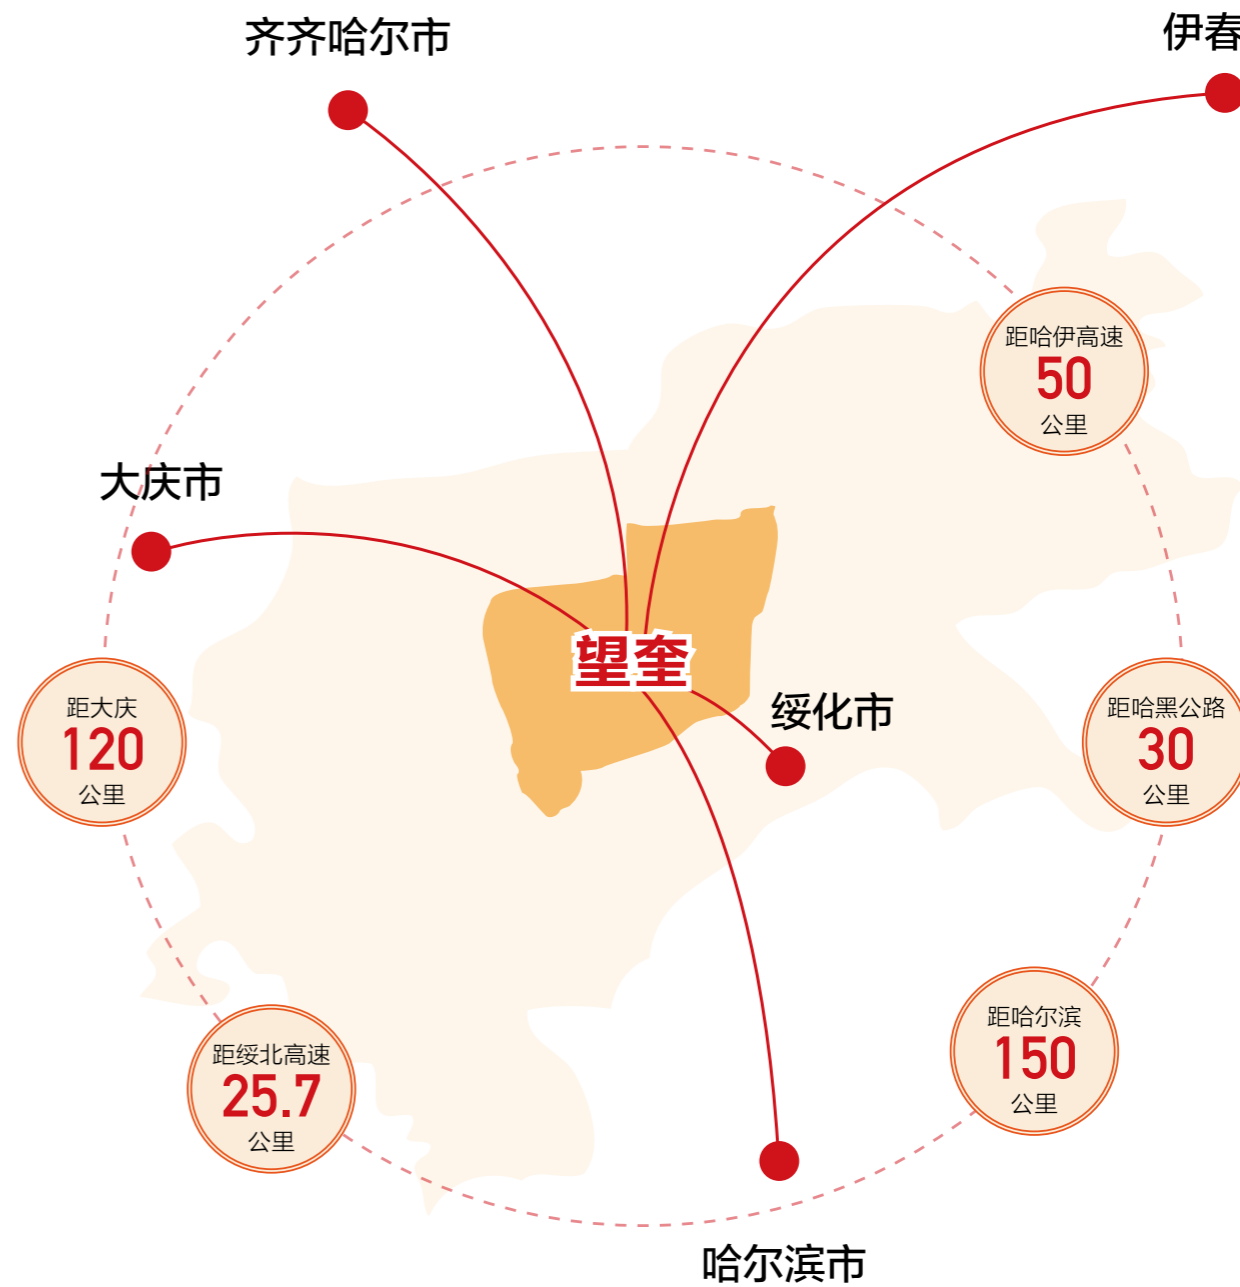 齐齐哈尔市
伊春
距哈伊高速
50
公里
大庆市
望奎
绥化市
距大庆
120
公里
距哈黑公路
30
公里
距绥北高速
25.7
公里
距哈尔滨
150
公里
哈尔滨市